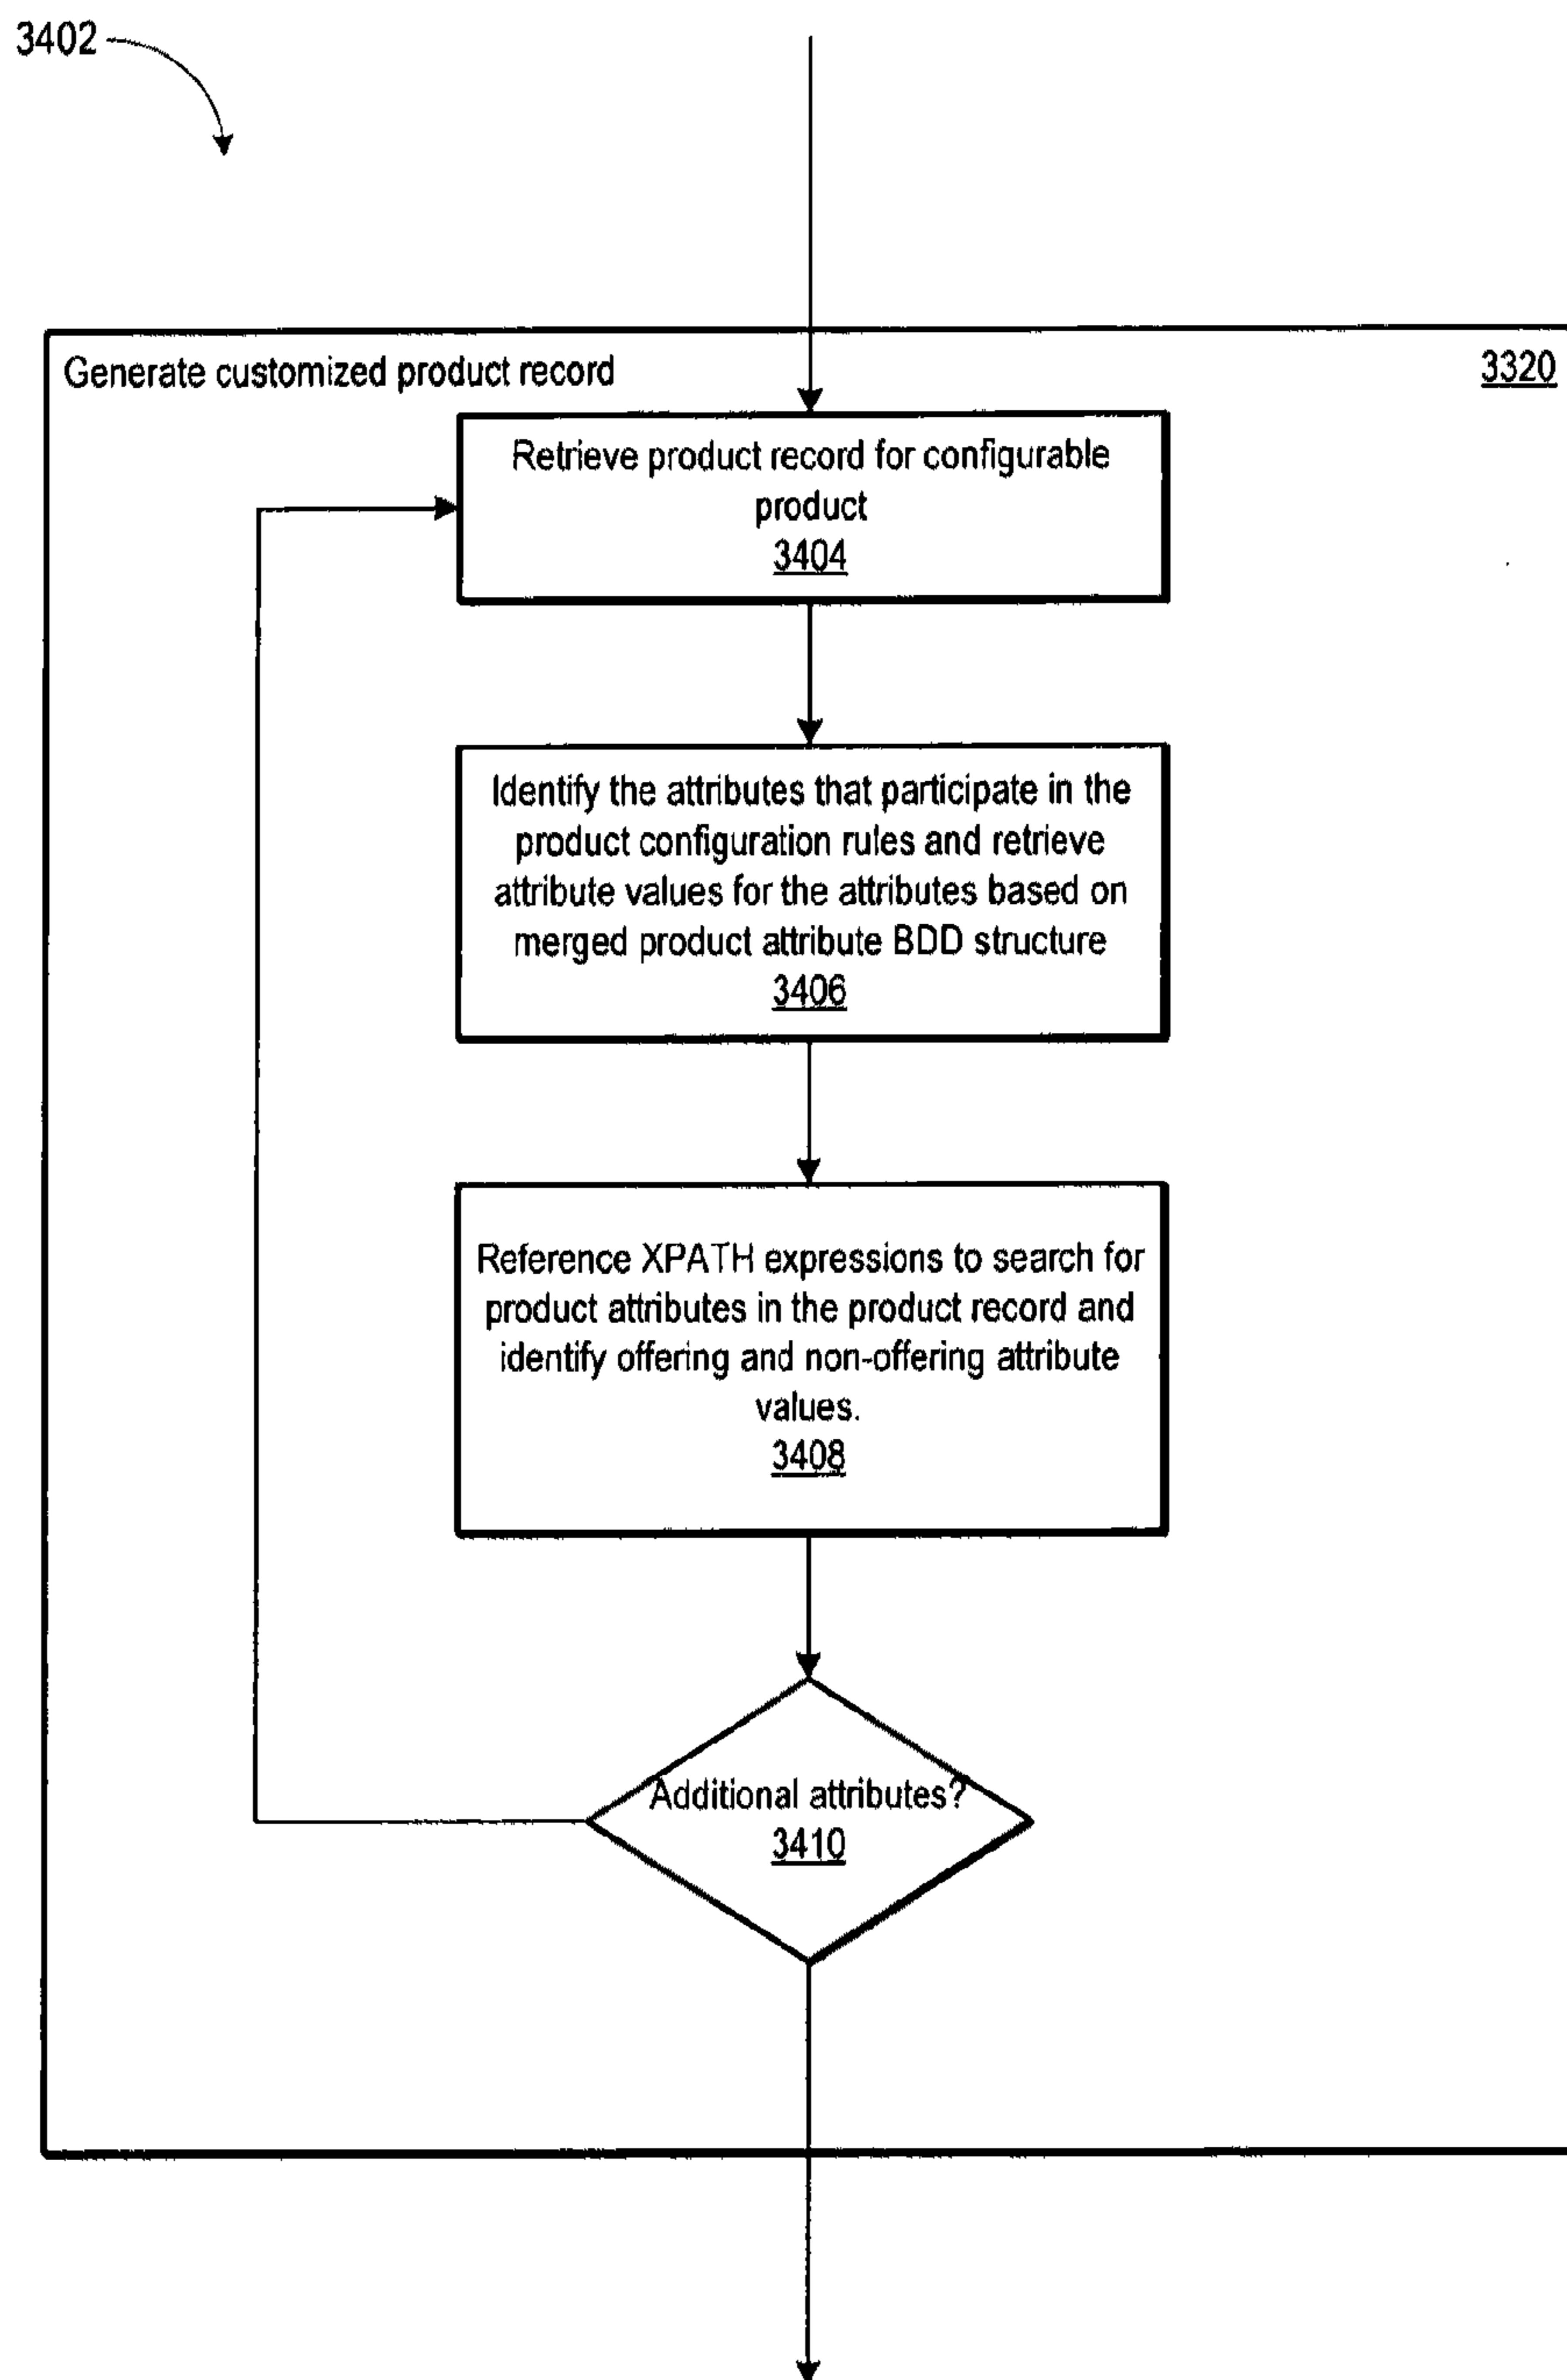 3402
Generate customized product record
3320
Retrieve product record for configurable
product
3404
Identify the attributes that participate in the
product configuration rules and retrieve
attribute values for the attributes based on
merged product attribute BDD structure
3406
Reference XPATH expressions to search for
product attributes in the product record and
identify offering and non-offering attribute
values.
3408
Additional attributes?
3410